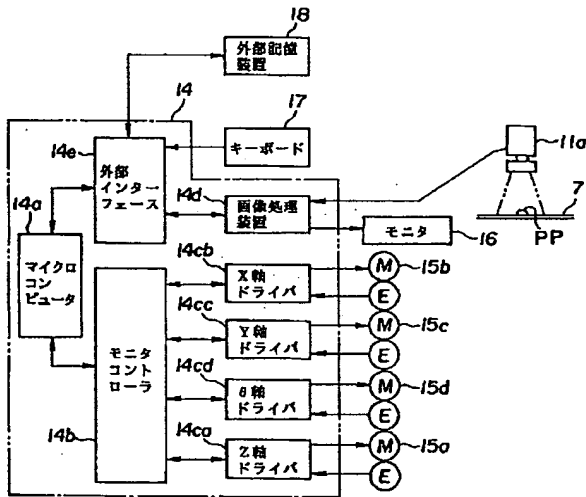 18
外部記憶
装置
14
17
キーボード
14e
外部
インター
フェース
14d
画像処理
装置
11a
7
PP
モニタ
16
14a
マイクロ
コン
ピュータ
14cb
X軸
ドライバ
M
15b
E
14cc
Y軸
ドライバ
M
15c
E
モニタ
コント
ローラ
14b
14cd
θ軸
ドライバ
M
15d
E
14ca
Z軸
ドライバ
M
15a
E